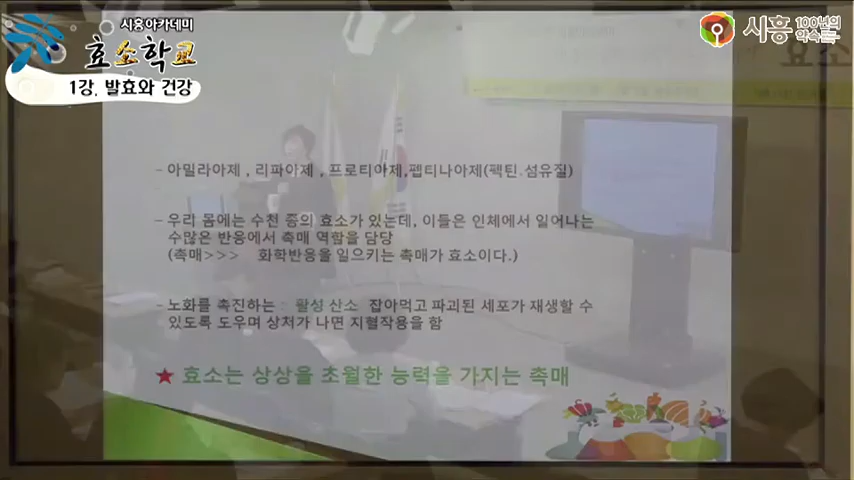 시흥아카데미
효소학교
1강. 발효와 건강
시흥 100년의
약속
효소
- 아밀라아제 , 리파아제 , 프로티아제,펩티나아제(펙틴.섬유질)
- 우리 몸에는 수천 종의 효소가 있는데, 이들은 인체에서 일어나는
수많은 반응에서 촉매 역할을 담당
(촉매>>> 화학반응을 일으키는 촉매가 효소이다.)
- 노화를 촉진하는 : 활성 산소 잡아먹고 파괴된 세포가 재생할 수
있도록 도우며 상처가 나면 지혈작용을 함
★ 효소는 상상을 초월한 능력을 가지는 촉매